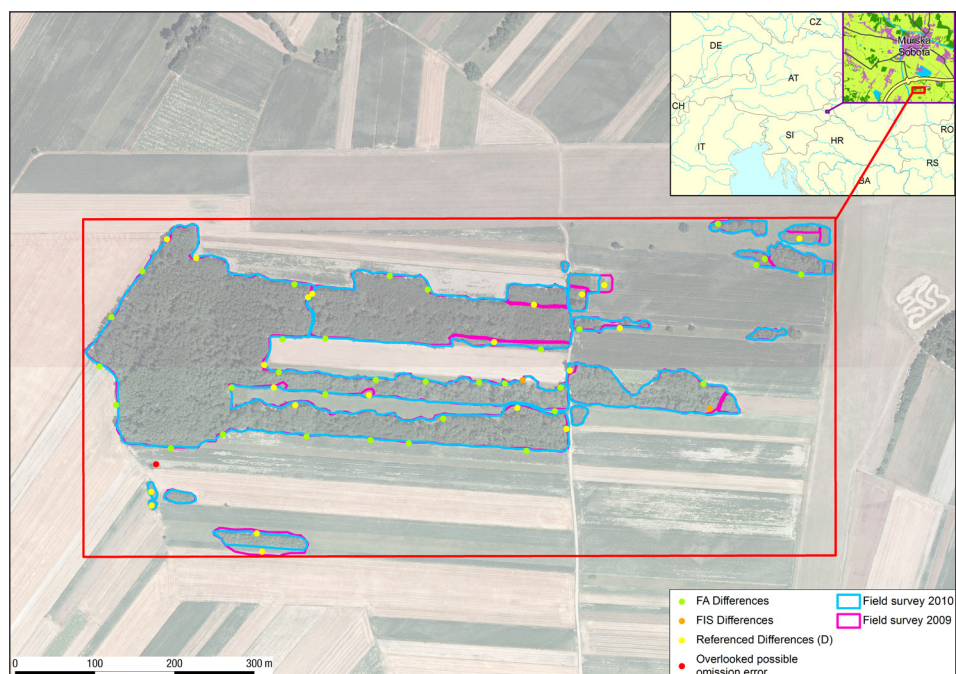 CZ
DE
AT
CH
SI
HR
IT
RO
RS
BA
Murska
Sobota
FA Differences
FIS Differences
Referenced Differences (D)
Overlooked possible
omission error
Field survey 2010
Field survey 2009
0 100 200 300 m